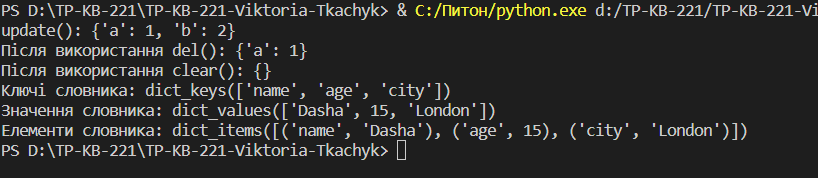 PS D:\TP-KB-221\TP-KB-221-Viktoria-Tkachyk> & C:/Питон/python.exe d:/TP-KB-221/TP-KB-221-Vi
update(): {'a': 1, 'b': 2}
Після використання del(): {'a': 1}
Після використання clear(): {}
Ключі словника: dict_keys(['name', 'age', 'city'])
Значення словника: dict_values(['Dasha', 15, 'London'])
Елементи словника: dict_items([('name', 'Dasha'), ('age', 15), ('city', 'London')])
PS D:\TP-KB-221\TP-KB-221-Viktoria-Tkachyk>